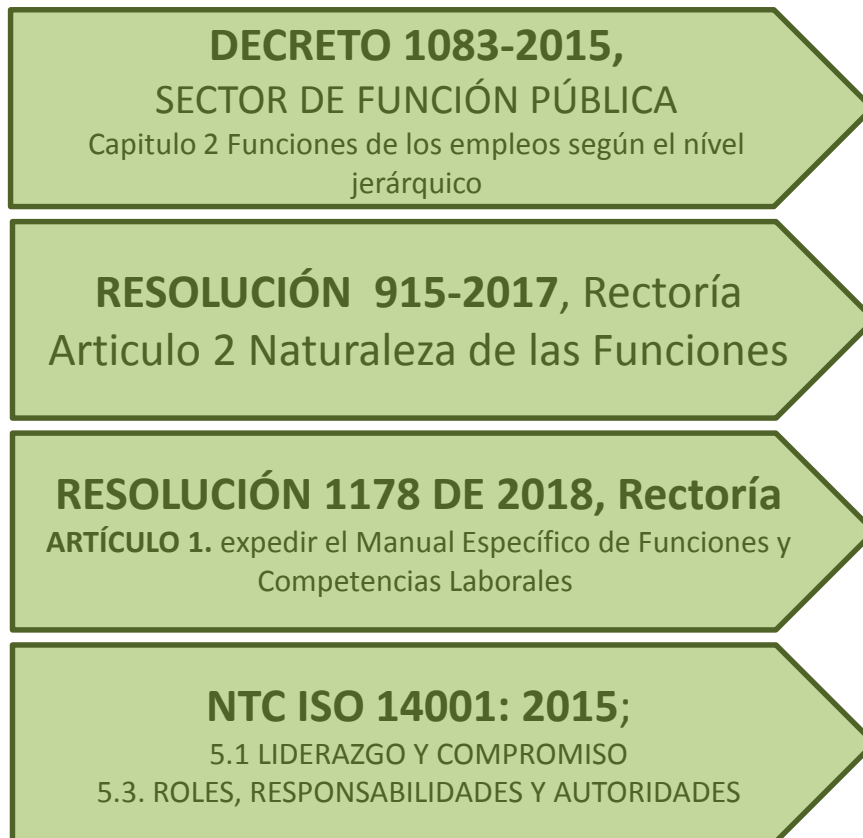 DECRETO 1083-2015,
SECTOR DE FUNCIÓN PÚBLICA
Capitulo 2 Funciones de los empleos según el nível
jerárquico
RESOLUCIÓN 915-2017, Rectoría
Articulo 2 Naturaleza de las Funciones
RESOLUCIÓN 1178 DE 2018, Rectoría
ARTÍCULO 1. expedir el Manual Específico de Funciones y
Competencias Laborales
NTC ISO 14001: 2015;
5.1 LIDERAZGO Y COMPROMISO
5.3. ROLES, RESPONSABILIDADES Y AUTORIDADES